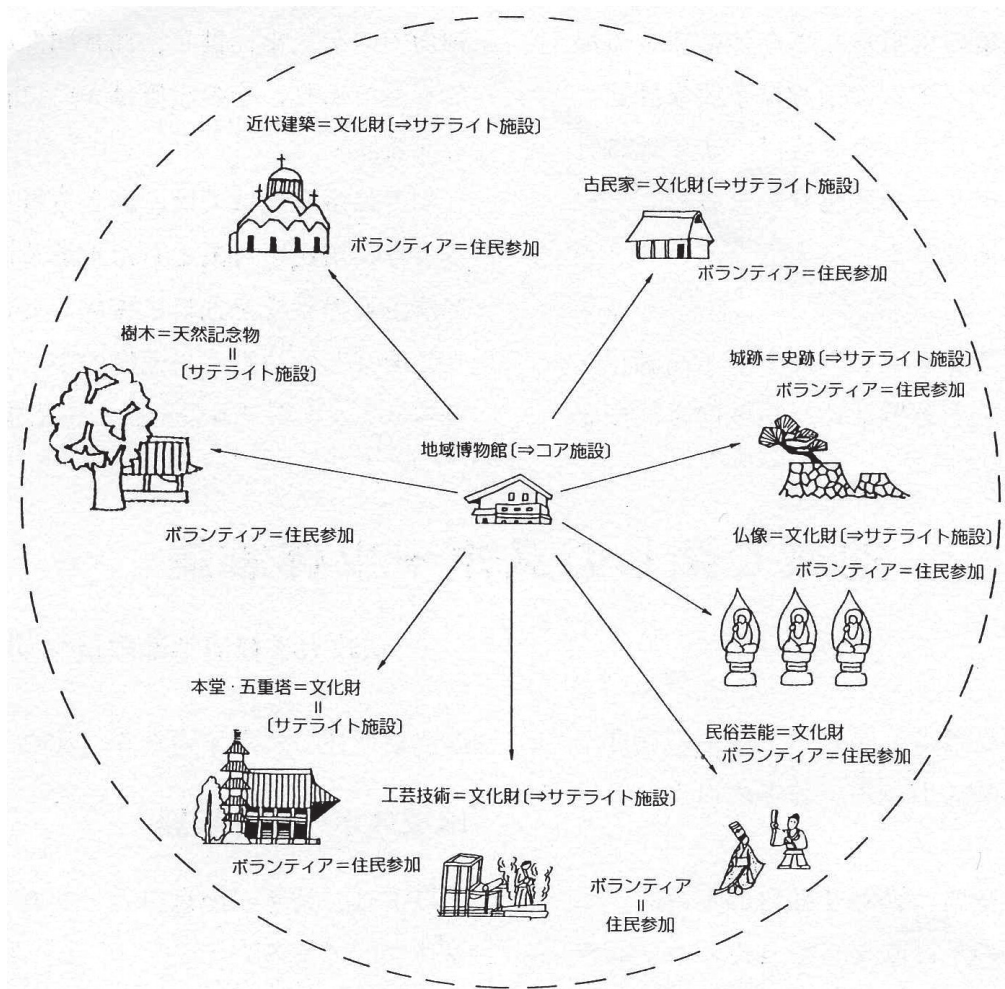 近代建築＝文化財〔⇒サテライト施設〕
ボランティア＝住民参加
古民家＝文化財〔⇒サテライト施設〕
ボランティア＝住民参加
樹木＝天然記念物
＝
〔サテライト施設〕
ボランティア＝住民参加
城跡＝史跡〔⇒サテライト施設〕
ボランティア＝住民参加
地域博物館〔⇒コア施設〕
仏像＝文化財〔⇒サテライト施設〕
ボランティア＝住民参加
本堂・五重塔＝文化財
＝
〔サテライト施設〕
ボランティア＝住民参加
民俗芸能＝文化財
ボランティア＝住民参加
工芸技術＝文化財〔⇒サテライト施設〕
ボランティア
＝
住民参加